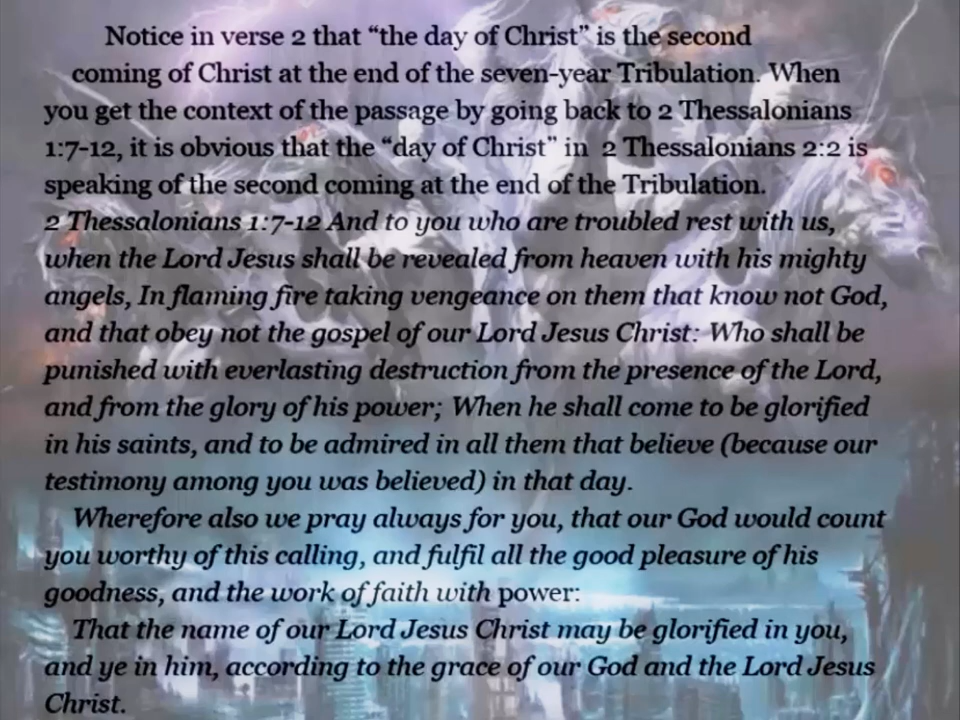 Notice in verse 2 that “the day of Christ” is the second
coming of Christ at the end of the seven-year Tribulation. When
you get the context of the passage by going back to 2 Thessalonians
1:7-12, it is obvious that the “day of Christ” in 2 Thessalonians 2:2 is
speaking of the second coming at the end of the Tribulation.
2 Thessalonians 1:7-12 And to you who are troubled rest with us,
when the Lord Jesus shall be revealed from heaven with his mighty
angels, In flaming fire taking vengeance on them that know not God,
and that obey not the gospel of our Lord Jesus Christ: Who shall be
punished with everlasting destruction from the presence of the Lord,
and from the glory of his power; When he shall come to be glorified
in his saints, and to be admired in all them that believe (because our
testimony among you was believed) in that day.
Wherefore also we pray always for you, that our God would count
you worthy of this calling, and fulfil all the good pleasure of his
goodness, and the work of faith with power:
That the name of our Lord Jesus Christ may be glorified in you,
and ye in him, according to the grace of our God and the Lord Jesus
Christ.